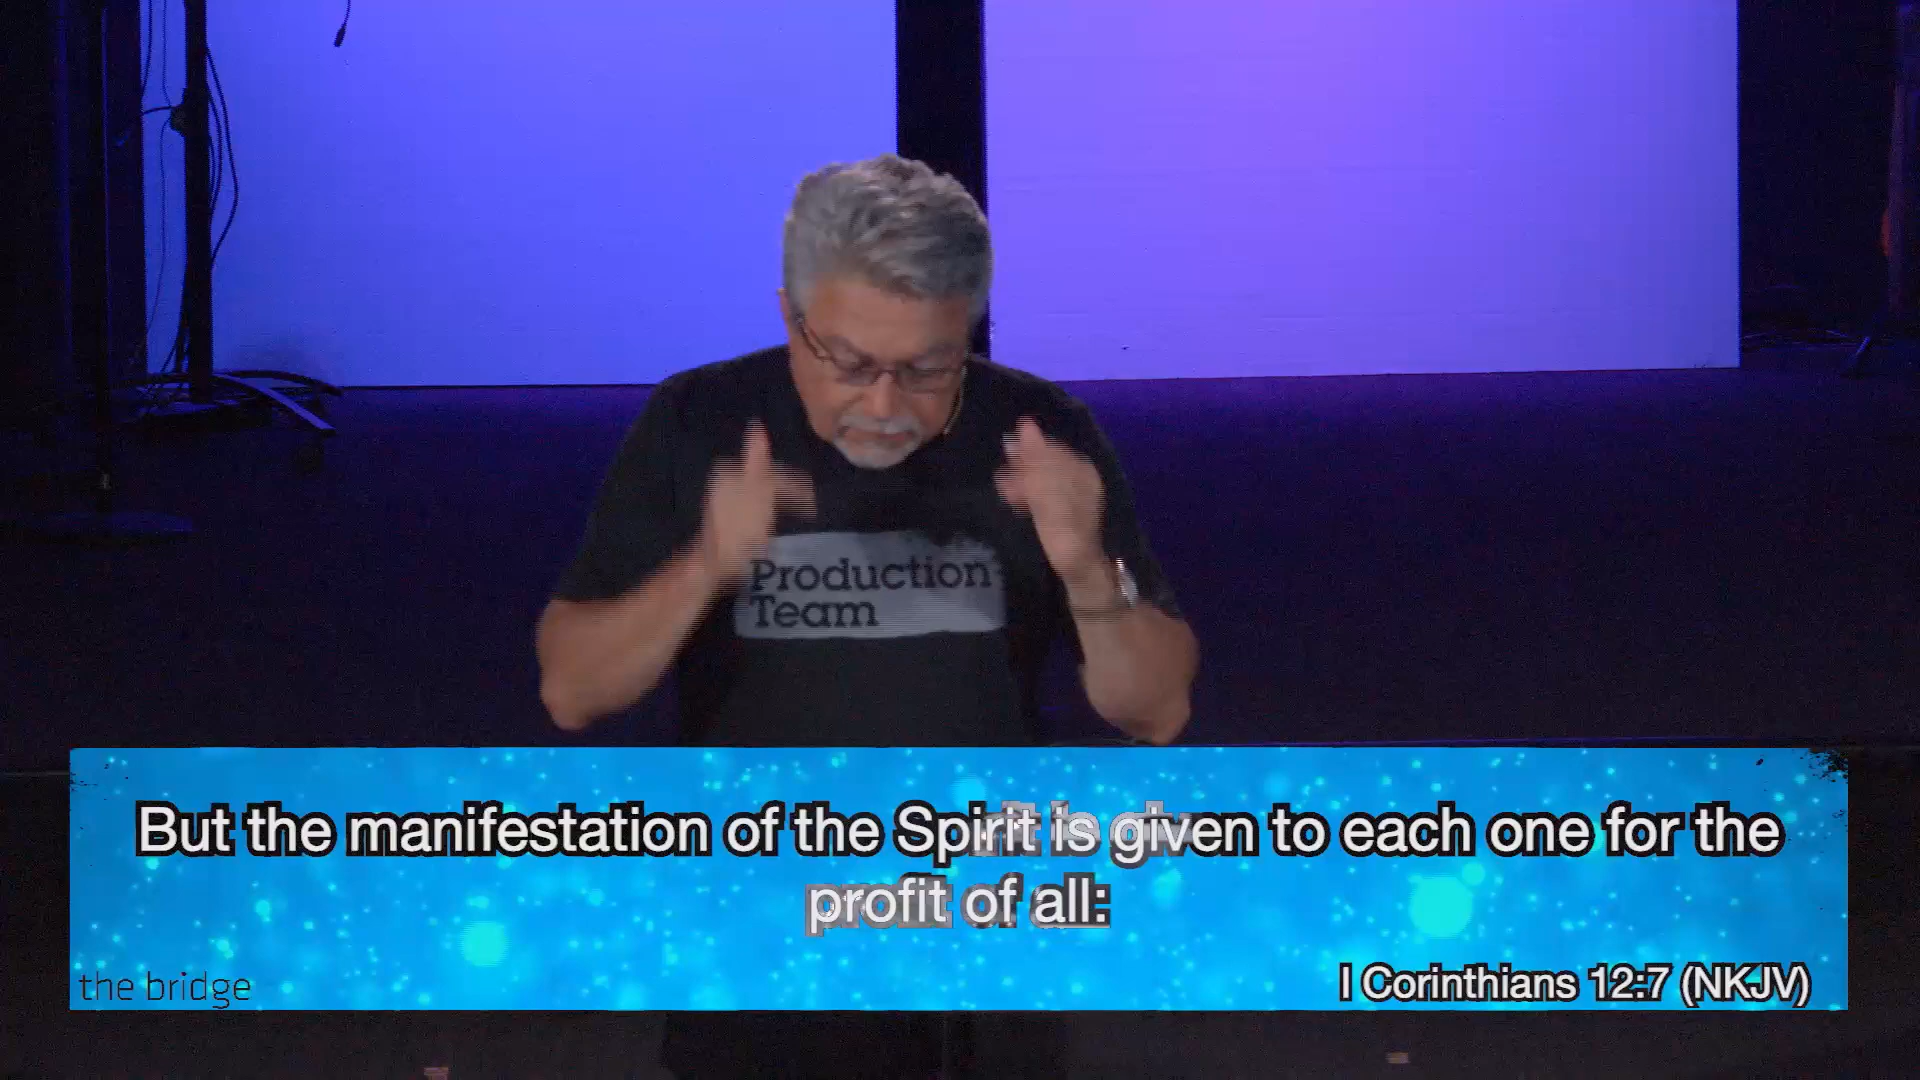 Production
Team
But the manifestation of the Spirit is given to each one for the
profit of all:
the bridge
I Corinthians 12:7 (NKJV)